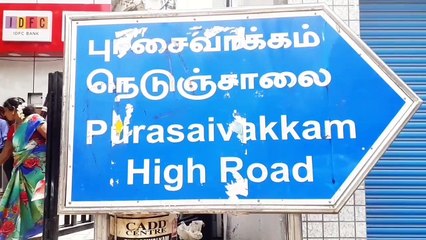 IDFC
IDFC BANK
புரசைவாக்கம்
நெடுஞ்சாலை
Purasaivakkam
High Road
CADD
CENTRE